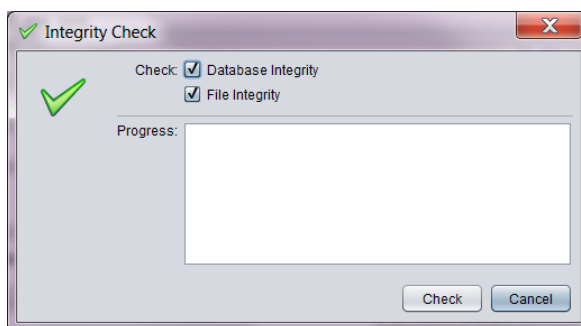 Integrity Check
Check: Database Integrity
File Integrity
Progress:
Check Cancel